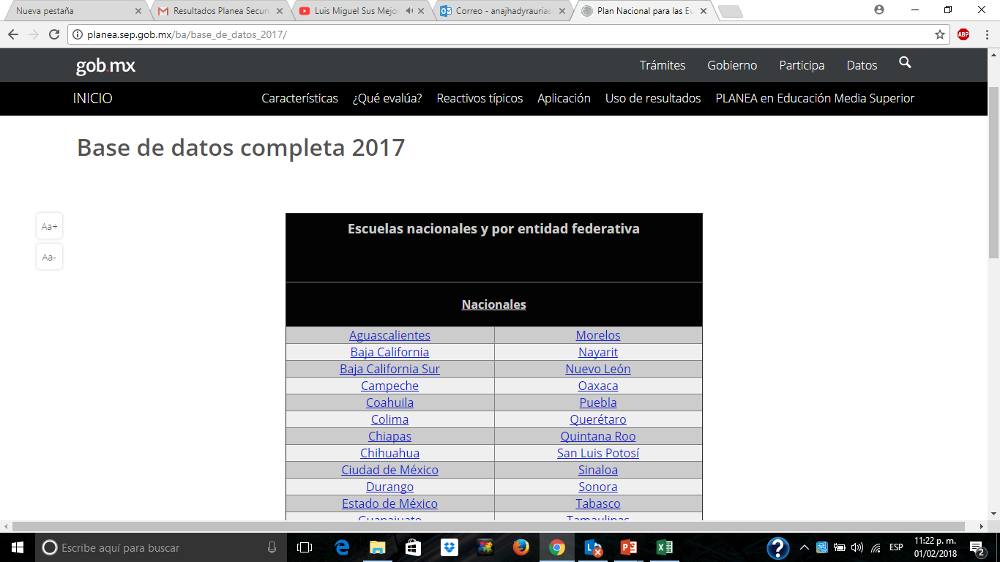 Nueva pestaña
Resultados Planea Secun
Luis Miguel Sus Mejor
Correo - anajhadyraurias
Plan Nacional para las Ev
planea.sep.gob.mx/ba/base_de_datos_2017/
ABP
gob.mx
Trámites Gobierno Participa Datos
INICIO
Características ¿Qué evalúa? Reactivos típicos Aplicación Uso de resultados PLANEA en Educación Media Superior
Base de datos completa 2017
Aa+
Aa-
Escuelas nacionales y por entidad federativa
Nacionales
Aguascalientes Morelos
Baja California Nayarit
Baja California Sur Nuevo León
Campeche Oaxaca
Coahuila Puebla
Colima Querétaro
Chiapas Quintana Roo
Chihuahua San Luis Potosí
Ciudad de México Sinaloa
Durango Sonora
Estado de México Tabasco
Guanajuato Tamaulipas
Escribe aquí para buscar
ESP
11:22 p. m.
01/02/2018
2